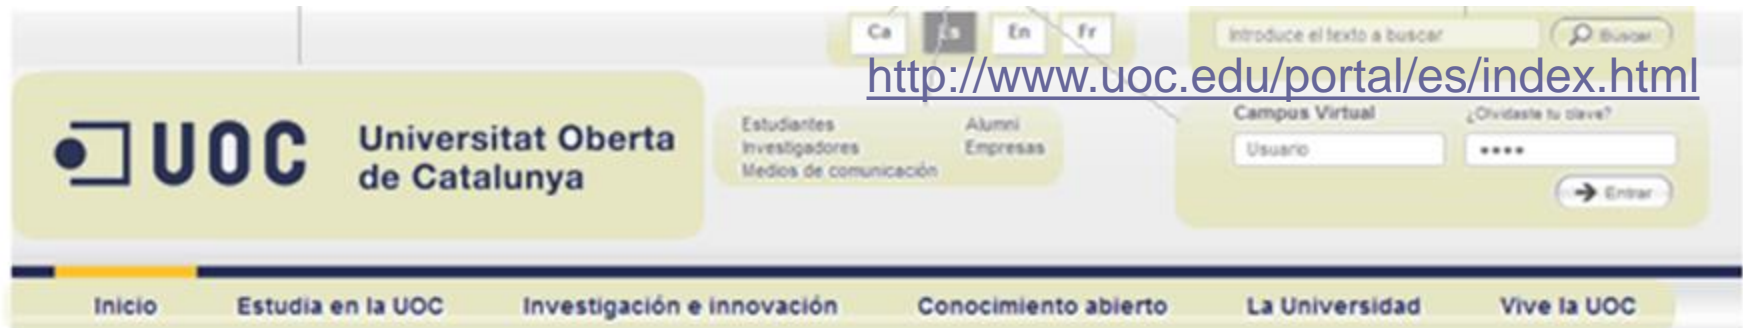 Ca Es En Fr
Introduce el texto a buscar Buscar
http://www.uoc.edu/portal/es/index.html
UOC
Universitat Oberta
de Catalunya
Estudiantes Alumni
Investigadores Empresas
Medios de comunicación
Campus Virtual ¿Olvidaste tu clave?
Usuario ****
Entrar
Inicio Estudia en la UOC Investigación e innovación Conocimiento abierto La Universidad Vive la UOC